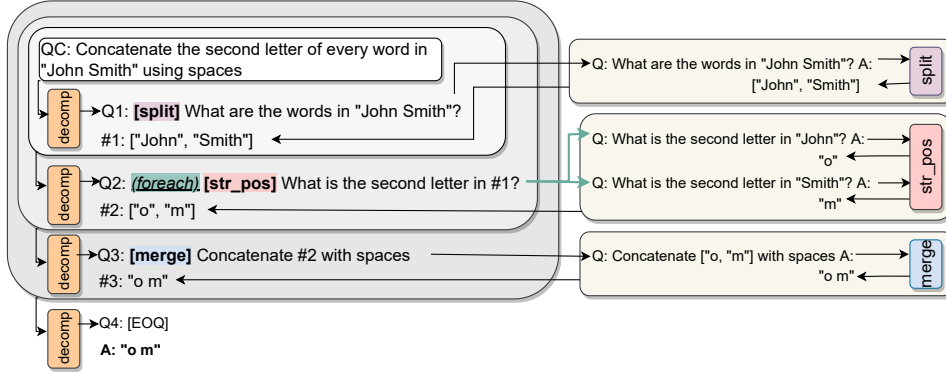 QC: Concatenate the second letter of every word in
"John Smith" using spaces
decomp
Q1: [split] What are the words in "John Smith"?
#1: ["John", "Smith"]
Q: What are the words in "John Smith"? A:
["John", "Smith"]
split
decomp
Q2: (foreach) [str_pos] What is the second letter in #1?
#2: ["o", "m"]
Q: What is the second letter in "John"? A:
"o"
Q: What is the second letter in "Smith"? A:
"m"
str_pos
decomp
Q3: [merge] Concatenate #2 with spaces
#3: "o m"
Q: Concatenate ["o, "m"] with spaces A:
"o m"
merge
decomp
Q4: [EOQ]
A: "o m"